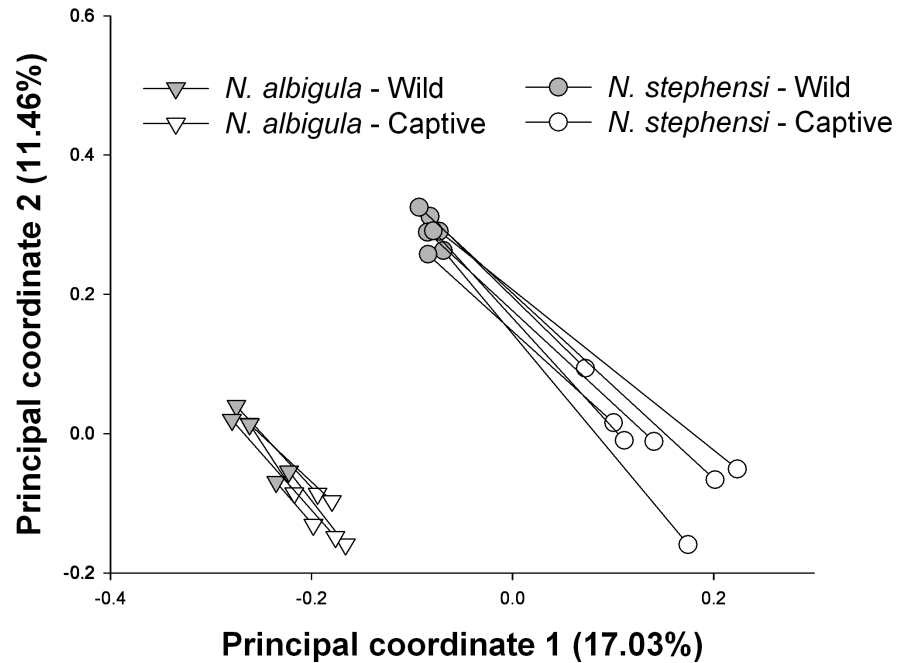 0.6
N. albigula - Wild
N. stephensi - Wild
N. albigula - Captive
N. stephensi - Captive
0.4
0.2
0.0
-0.2
Principal coordinate 2 (11.46%)
-0.4
-0.2
0.0
0.2
Principal coordinate 1 (17.03%)